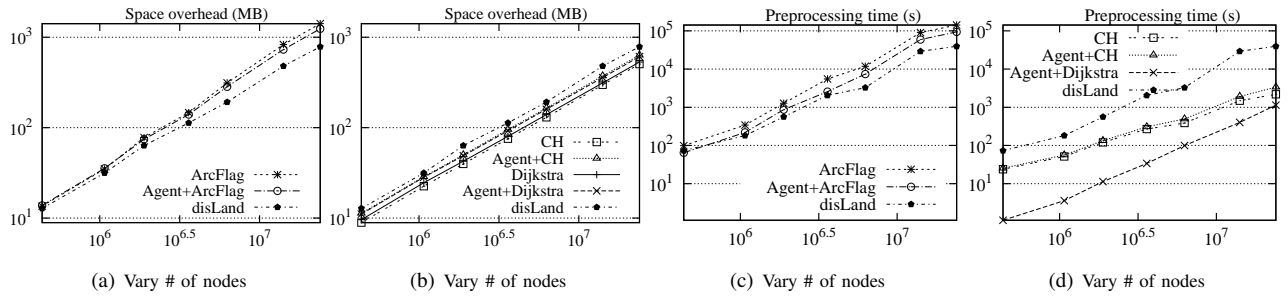 Space overhead (MB)
10^3
10^2
10^1
ArcFlag
Agent+ArcFlag
disLand
10^6
10^6.5
10^7
(a) Vary # of nodes
Space overhead (MB)
10^3
10^2
10^1
CH
Agent+CH
Dijkstra
Agent+Dijkstra
disLand
10^6
10^6.5
10^7
(b) Vary # of nodes
Preprocessing time (s)
10^5
10^4
10^3
10^2
10^1
ArcFlag
Agent+ArcFlag
disLand
10^6
10^6.5
10^7
(c) Vary # of nodes
Preprocessing time (s)
10^5
10^4
10^3
10^2
10^1
CH
Agent+CH
Agent+Dijkstra
disLand
10^6
10^6.5
10^7
(d) Vary # of nodes